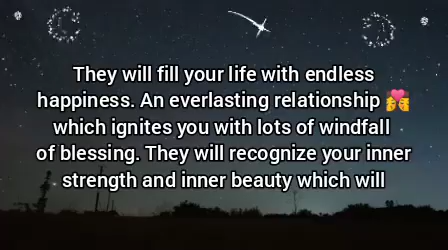 They will fill your life with endless
happiness. An everlasting relationship 💏
which ignites you with lots of windfall
of blessing. They will recognize your inner
strength and inner beauty which will